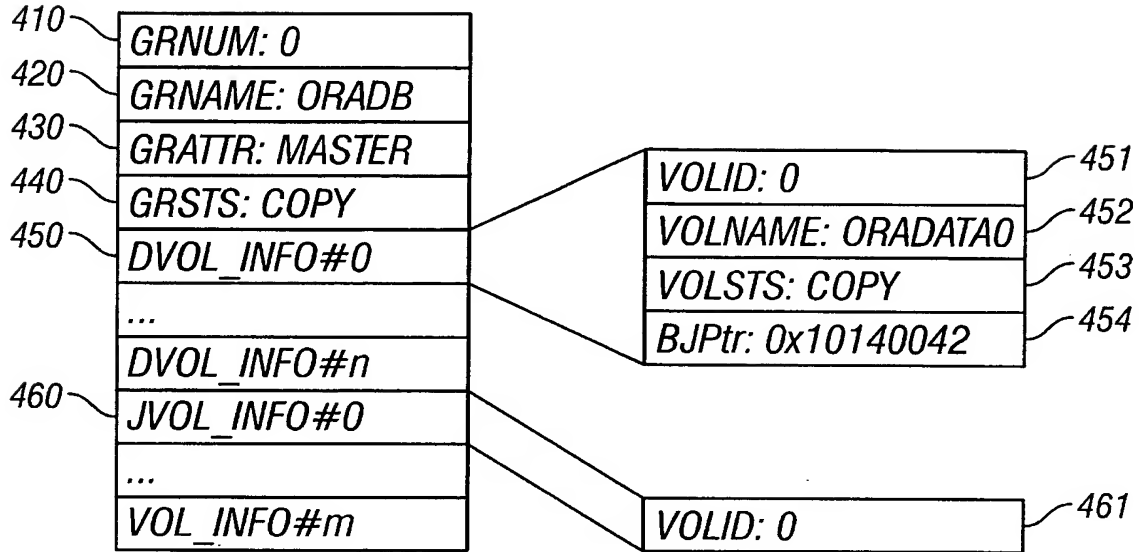 410
GRNUM: 0
420
GRNAME: ORADB
430
GRATTR: MASTER
440
GRSTS: COPY
450
DVOL_INFO#0
...
DVOL_INFO#n
460
JVOL_INFO#0
...
VOL_INFO#m
VOLID: 0
451
VOLNAME: ORADATA0
452
VOLSTS: COPY
453
BJPtr: 0x10140042
454
VOLID: 0
461